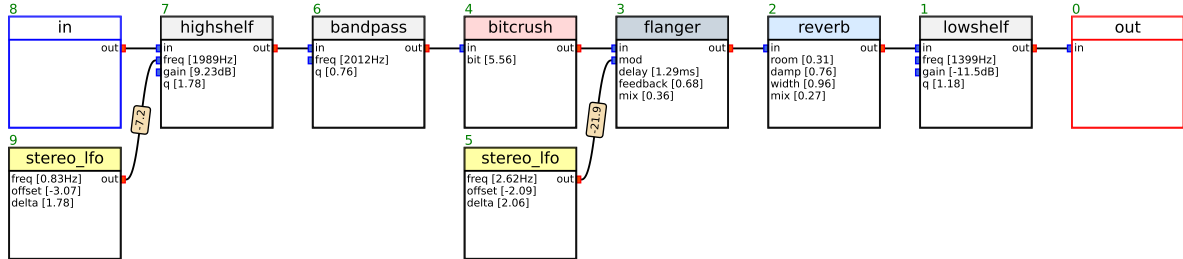 8
in
out
7
highshelf
in out
freq [1989Hz]
gain [9.23dB]
q [1.78]
6
bandpass
in out
freq [2012Hz]
q [0.76]
4
bitcrush
in out
bit [5.56]
3
flanger
in out
mod
delay [1.29ms]
feedback [0.68]
mix [0.36]
2
reverb
in out
room [0.31]
damp [0.76]
width [0.96]
mix [0.27]
1
lowshelf
in out
freq [1399Hz]
gain [-11.5dB]
q [1.18]
0
out
in
-7.2
-21.9
9
stereo_lfo
freq [0.83Hz] out
offset [-3.07]
delta [1.78]
5
stereo_lfo
freq [2.62Hz] out
offset [-2.09]
delta [2.06]